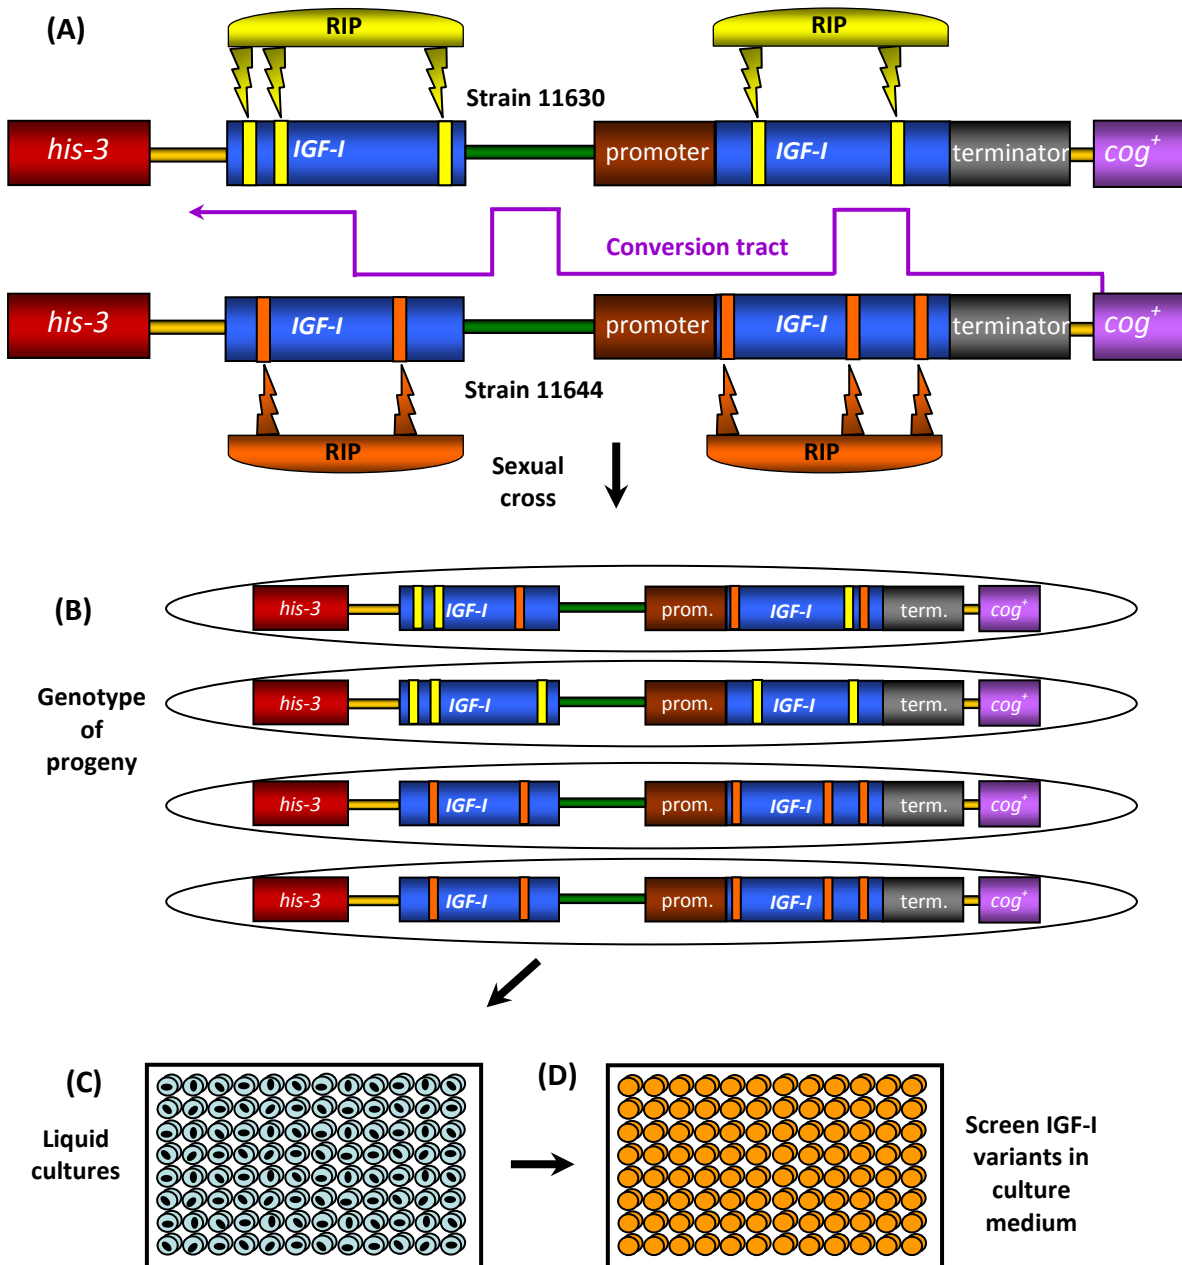 (A)
RIP
RIP
Strain 11630
his-3
IGF-I
promoter
IGF-I
terminator
cog⁺
Conversion tract
his-3
IGF-I
promoter
IGF-I
terminator
cog⁺
Strain 11644
RIP
RIP
Sexual
cross
(B)
his-3
IGF-I
prom.
IGF-I
term.
cog⁺
Genotype
of
progeny
his-3
IGF-I
prom.
IGF-I
term.
cog⁺
his-3
IGF-I
prom.
IGF-I
term.
cog⁺
his-3
IGF-I
prom.
IGF-I
term.
cog⁺
(C)
Liquid
cultures
(D)
Screen IGF-I
variants in
culture
medium